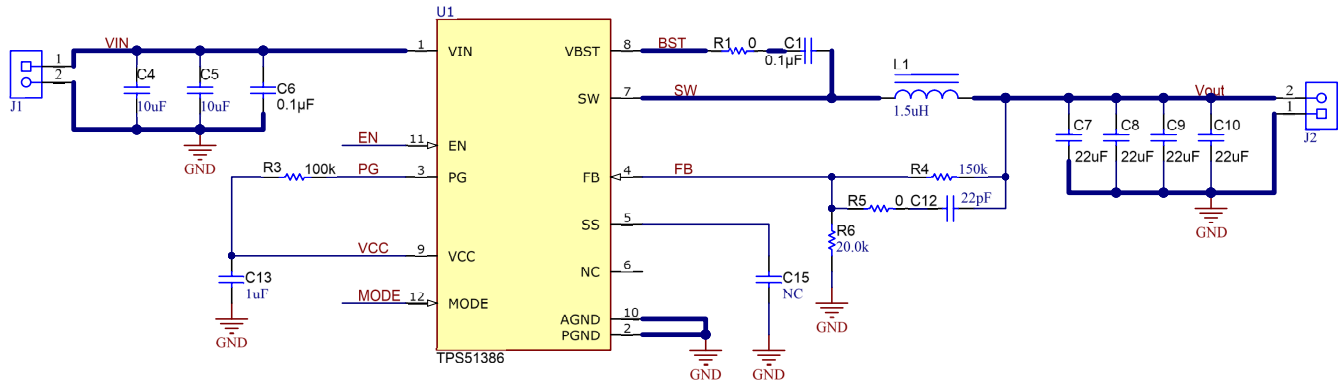 U1
VIN
1
VIN
VBST
8
BST
R1
0
C1
0.1µF
1
2
J1
C4
10uF
C5
10uF
C6
0.1µF
GND
SW
7
SW
L1
1.5uH
Vout
2
1
J2
C7
22uF
C8
22uF
C9
22uF
C10
22uF
GND
EN
11
EN
R3
100k
PG
3
PG
FB
4
FB
R4
150k
R5
0
C12
22pF
R6
20.0k
GND
SS
5
C15
NC
GND
VCC
9
VCC
C13
1uF
GND
NC
6
MODE
12
MODE
AGND
10
PGND
2
GND
TPS51386